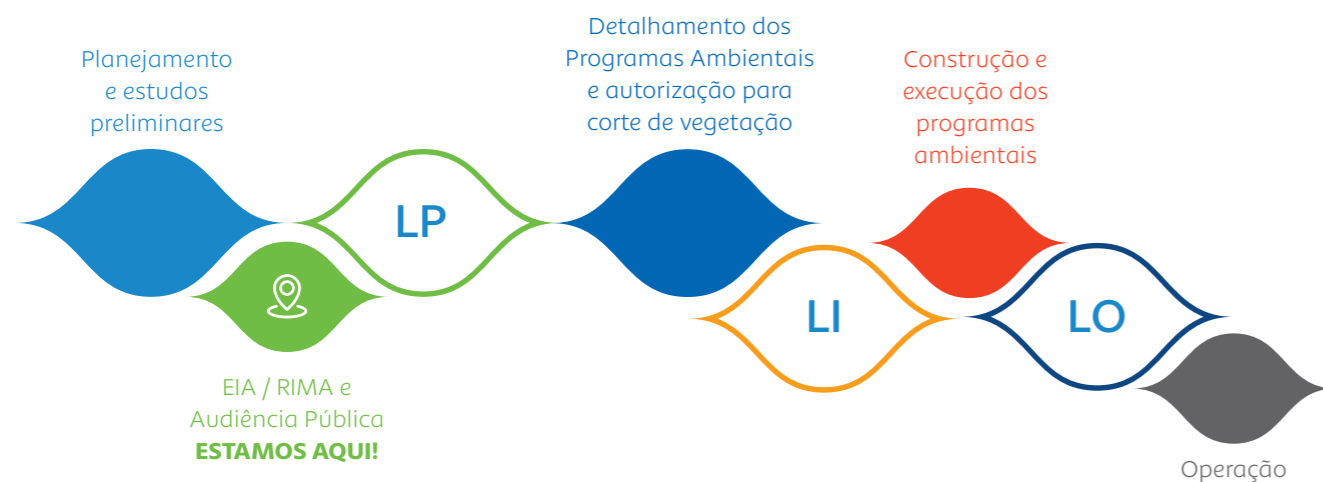 Planejamento
e estudos
preliminares
EIA / RIMA e
Audiência Pública
ESTAMOS AQUI!
LP
Detalhamento dos
Programas Ambientais
e autorização para
corte de vegetação
LI
Construção e
execução dos
programas
ambientais
LO
Operação